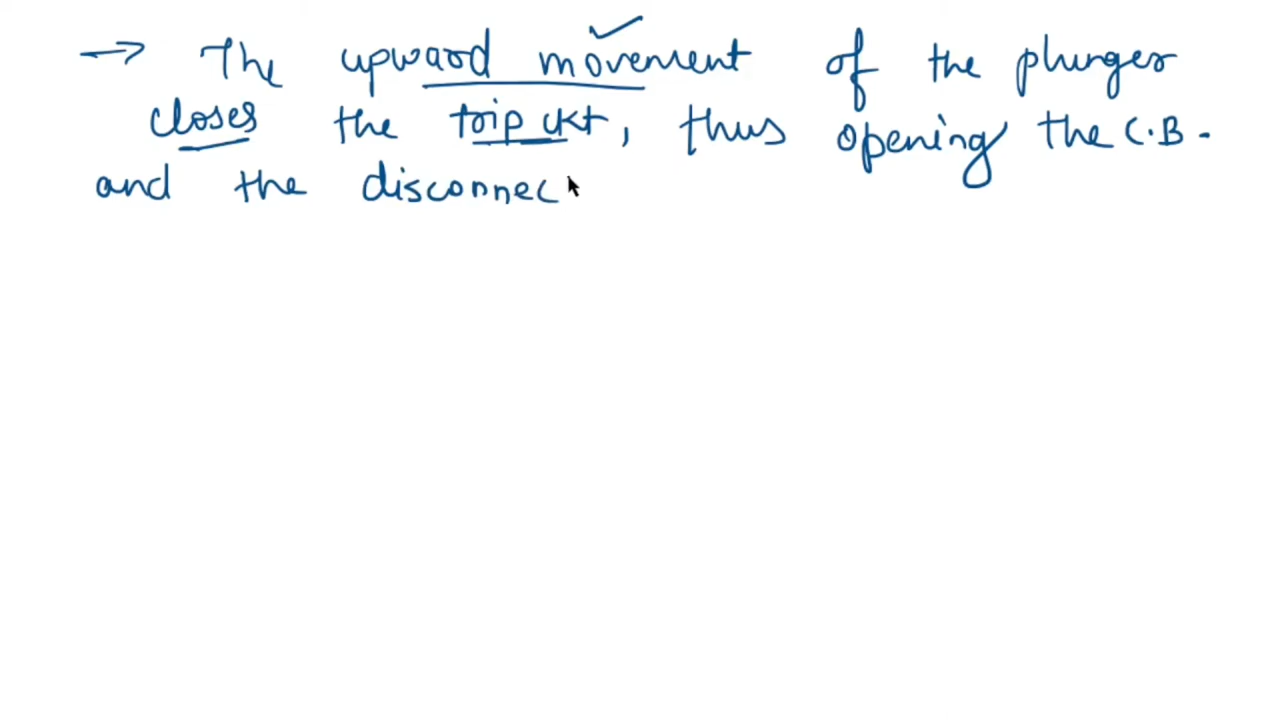 → The upward movement of the plunger
closes the trip ckt, thus opening the C.B.
and the disconnec